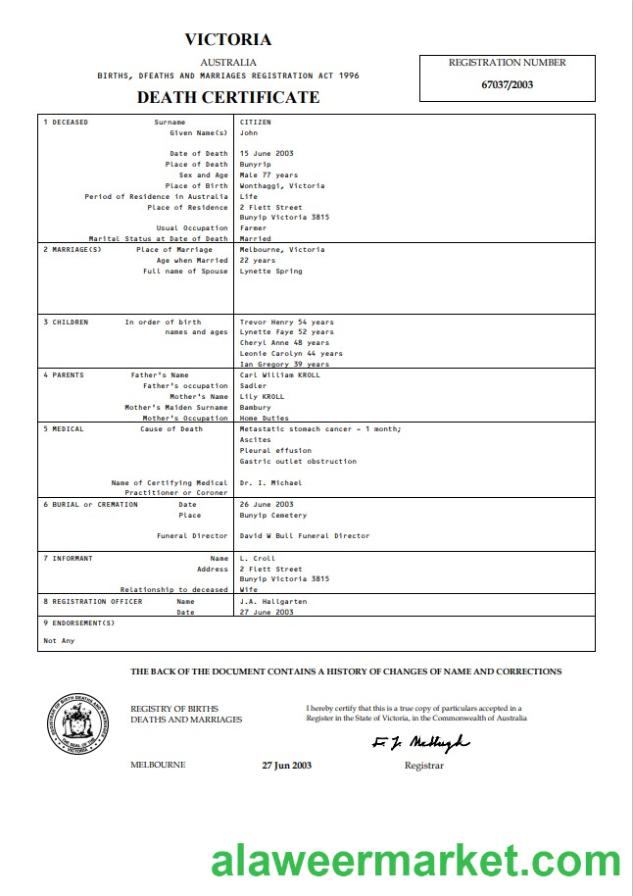 VICTORIA
AUSTRALIA
BIRTHS, DFEATHS AND MARRIAGES REGISTRATION ACT 1996
DEATH CERTIFICATE
REGISTRATION NUMBER
67037/2003
1 DECEASED Surname CITIZEN
Given Name(s) John
Date of Death 15 June 2003
Place of Death Bunyrip
Sex and Age Male 77 years
Place of Birth Wonthaggi, Victoria
Period of Residence in Australia Life
Place of Residence 2 Flett Street
Bunyip Victoria 3815
Usual Occupation Farmer
Marital Status at Date of Death Married
2 MARRIAGE(S) Place of Marriage Melbourne, Victoria
Age when Married 22 years
Full name of Spouse Lynette Spring
3 CHILDREN In order of birth Trevor Henry 54 years
names and ages Lynette Faye 52 years
Cheryl Anne 48 years
Leonie Carolyn 44 years
Ian Gregory 39 years
4 PARENTS Father's Name Carl William KROLL
Father's occupation Sadler
Mother's Name Lily KROLL
Mother's Maiden Surname Bambury
Mother's Occupation Home Duties
5 MEDICAL Cause of Death Metastatic stomach cancer – 1 month;
Ascites
Pleural effusion
Gastric outlet obstruction
Name of Certifying Medical Dr. I. Michael
Practitioner or Coroner
6 BURIAL or CREMATION Date 26 June 2003
Place Bunyip Cemetery
Funeral Director David W Bull Funeral Director
7 INFORMANT Name L. Croll
Address 2 Flett Street
Bunyip Victoria 3815
Relationship to deceased Wife
8 REGISTRATION OFFICER Name J.A. Hallgarten
Date 27 June 2003
9 ENDORSEMENT(S)
Not Any
THE BACK OF THE DOCUMENT CONTAINS A HISTORY OF CHANGES OF NAME AND CORRECTIONS
REGISTRY OF BIRTHS
DEATHS AND MARRIAGES
I hereby certify that this is a true copy of particulars accepted in a
Register in the State of Victoria, in the Commonwealth of Australia
MELBOURNE 27 Jun 2003 Registrar
alaweermarket.com